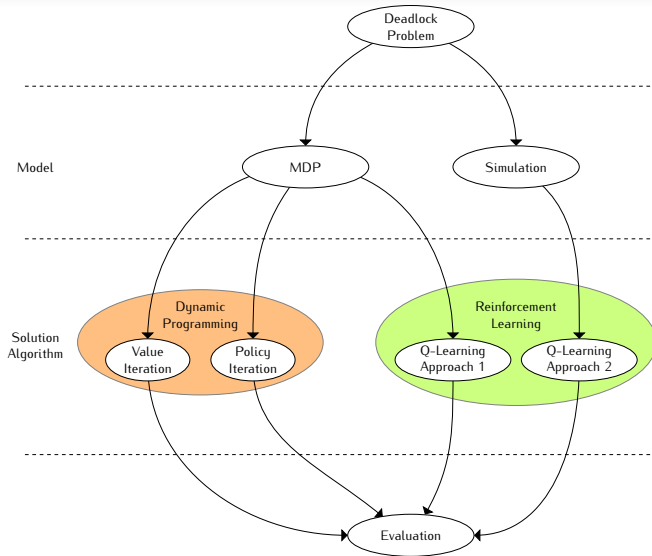 Deadlock
Problem
Model
MDP
Simulation
Solution
Algorithm
Dynamic
Programming
Reinforcement
Learning
Value
Iteration
Policy
Iteration
Q-Learning
Approach 1
Q-Learning
Approach 2
Evaluation